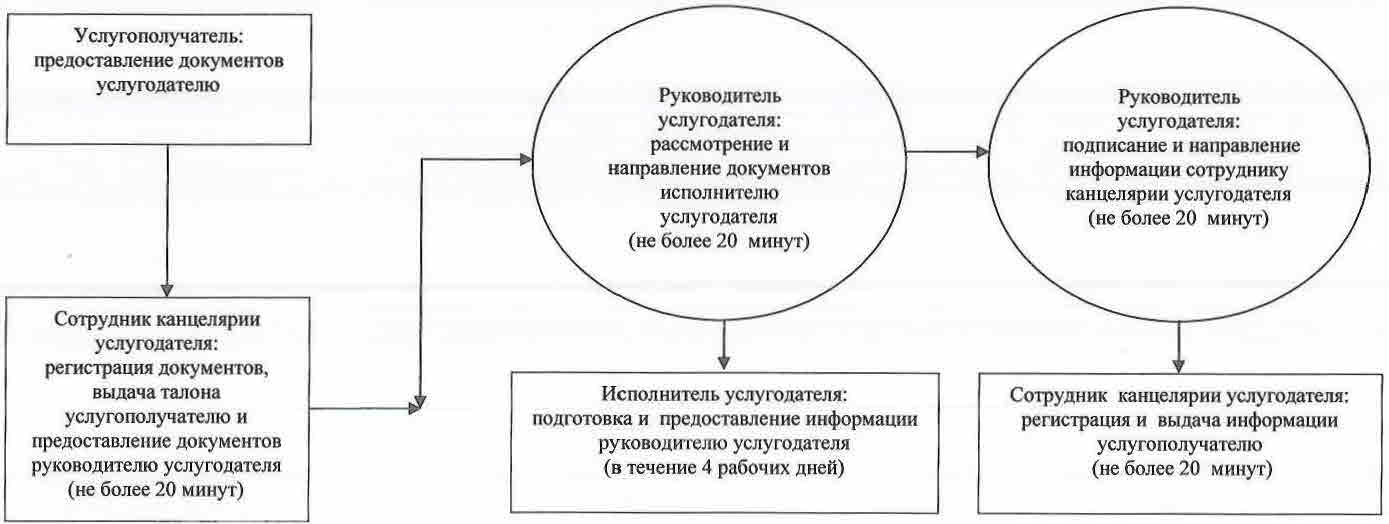 Услугополучатель:
предоставление документов
услугодателю
Сотрудник канцелярии
услугодателя:
регистрация документов,
выдача талона
услугополучателю и
предоставление документов
руководителю услугодателя
(не более 20 минут)
Руководитель
услугодателя:
рассмотрение и
направление документов
исполнителю
услугодателя
(не более 20 минут)
Исполнитель услугодателя:
подготовка и предоставление информации
руководителю услугодателя
(в течение 4 рабочих дней)
Руководитель
услугодателя:
подписание и направление
информации сотруднику
канцелярии услугодателя
(не более 20 минут)
Сотрудник канцелярии услугодателя:
регистрация и выдача информации
услугополучателю
(не более 20 минут)